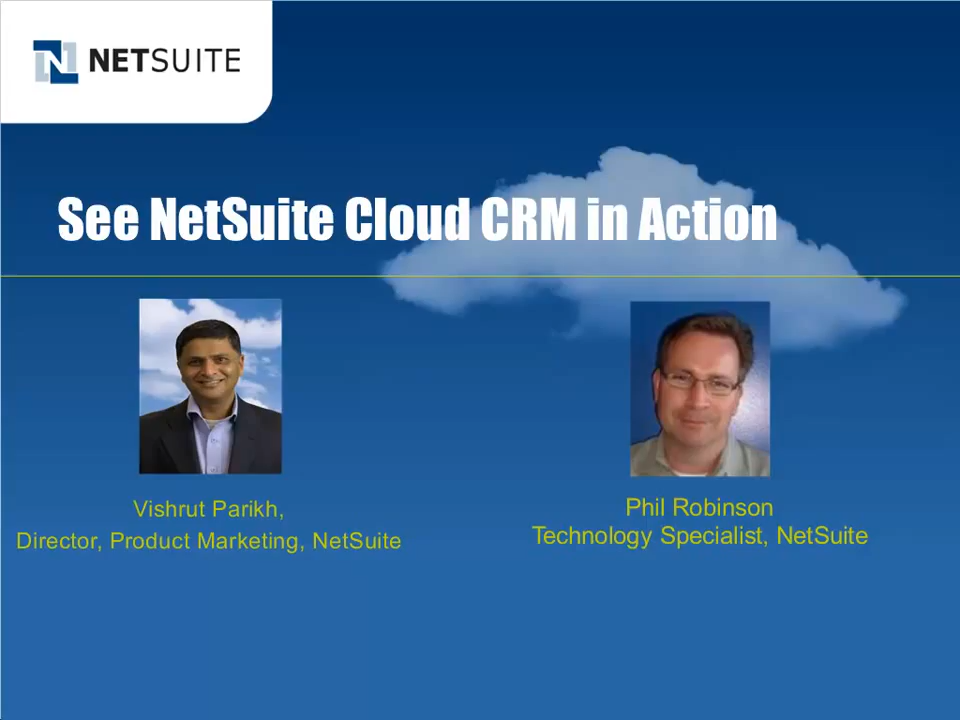 NETSUITE
See NetSuite Cloud CRM in Action
Vishrut Parikh,
Director, Product Marketing, NetSuite
Phil Robinson
Technology Specialist, NetSuite